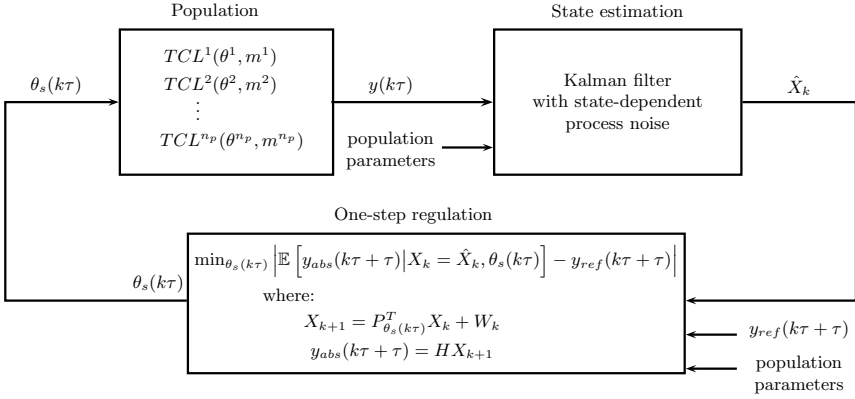 Population
State estimation
TCL^1(θ^1, m^1)
TCL^2(θ^2, m^2)
⋮
TCL^{n_p}(θ^{n_p}, m^{n_p})
θ_s(kτ)
y(kτ)
population
parameters
Kalman filter
with state-dependent
process noise
X̂_k
One-step regulation
min_{θ_s(kτ)} |𝔼 [y_{abs}(kτ + τ)|X_k = X̂_k, θ_s(kτ)] − y_{ref}(kτ + τ)|
where:
X_{k+1} = P^T_{θ_s(kτ)} X_k + W_k
y_{abs}(kτ + τ) = HX_{k+1}
θ_s(kτ)
y_{ref}(kτ + τ)
population
parameters